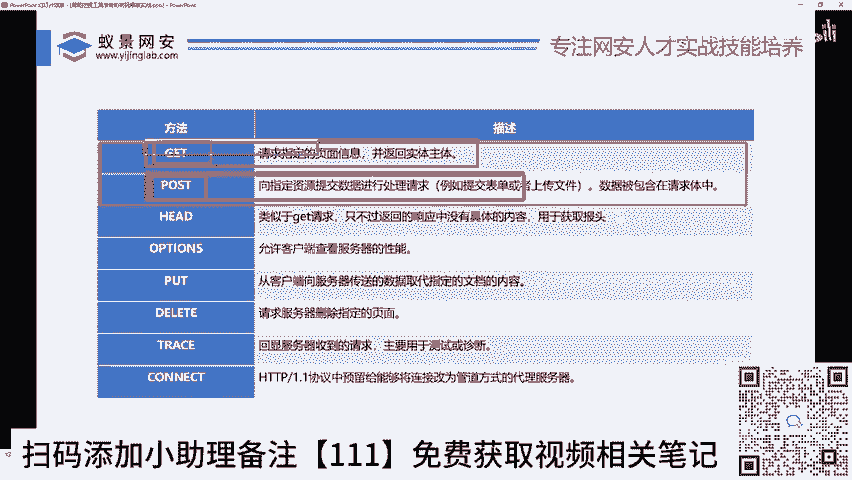 蚁景网安
www.yijinglab.com
专注网安人才实战技能培养
方法 描述
GET 请求指定的页面信息，并返回实体主体。
POST 向指定资源提交数据进行处理请求（例如提交表单或者上传文件）。数据被包含在请求体中。
HEAD 类似于get请求，只不过返回的响应中没有具体的内容，用于获取报头
OPTIONS 允许客户端查看服务器的性能。
PUT 从客户端向服务器传送的数据取代指定的文档的内容。
DELETE 请求服务器删除指定的页面。
TRACE 回显服务器收到的请求，主要用于测试或诊断。
CONNECT HTTP/1.1协议中预留给能够将连接改为管道方式的代理服务器。
扫码添加小助理备注【111】免费获取视频相关笔记